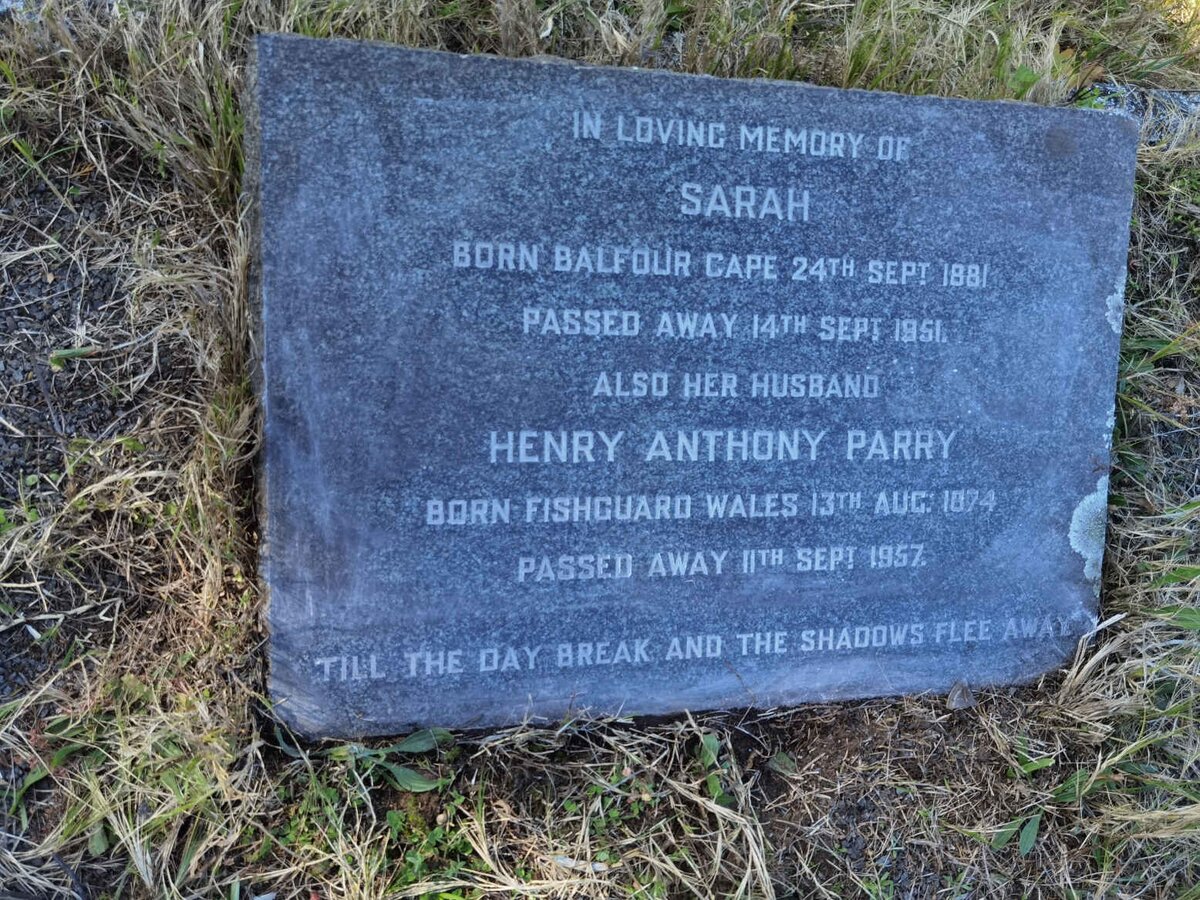 IN LOVING MEMORY OF
SARAH
BORN BALFOUR CAPE 24TH SEPT 1881
PASSED AWAY 14TH SEPT 1951.
ALSO HER HUSBAND
HENRY ANTHONY PARRY
BORN FISHGUARD WALES 13TH AUG. 1874
PASSED AWAY 11TH SEPT 1957.
TILL THE DAY BREAK AND THE SHADOWS FLEE AWAY